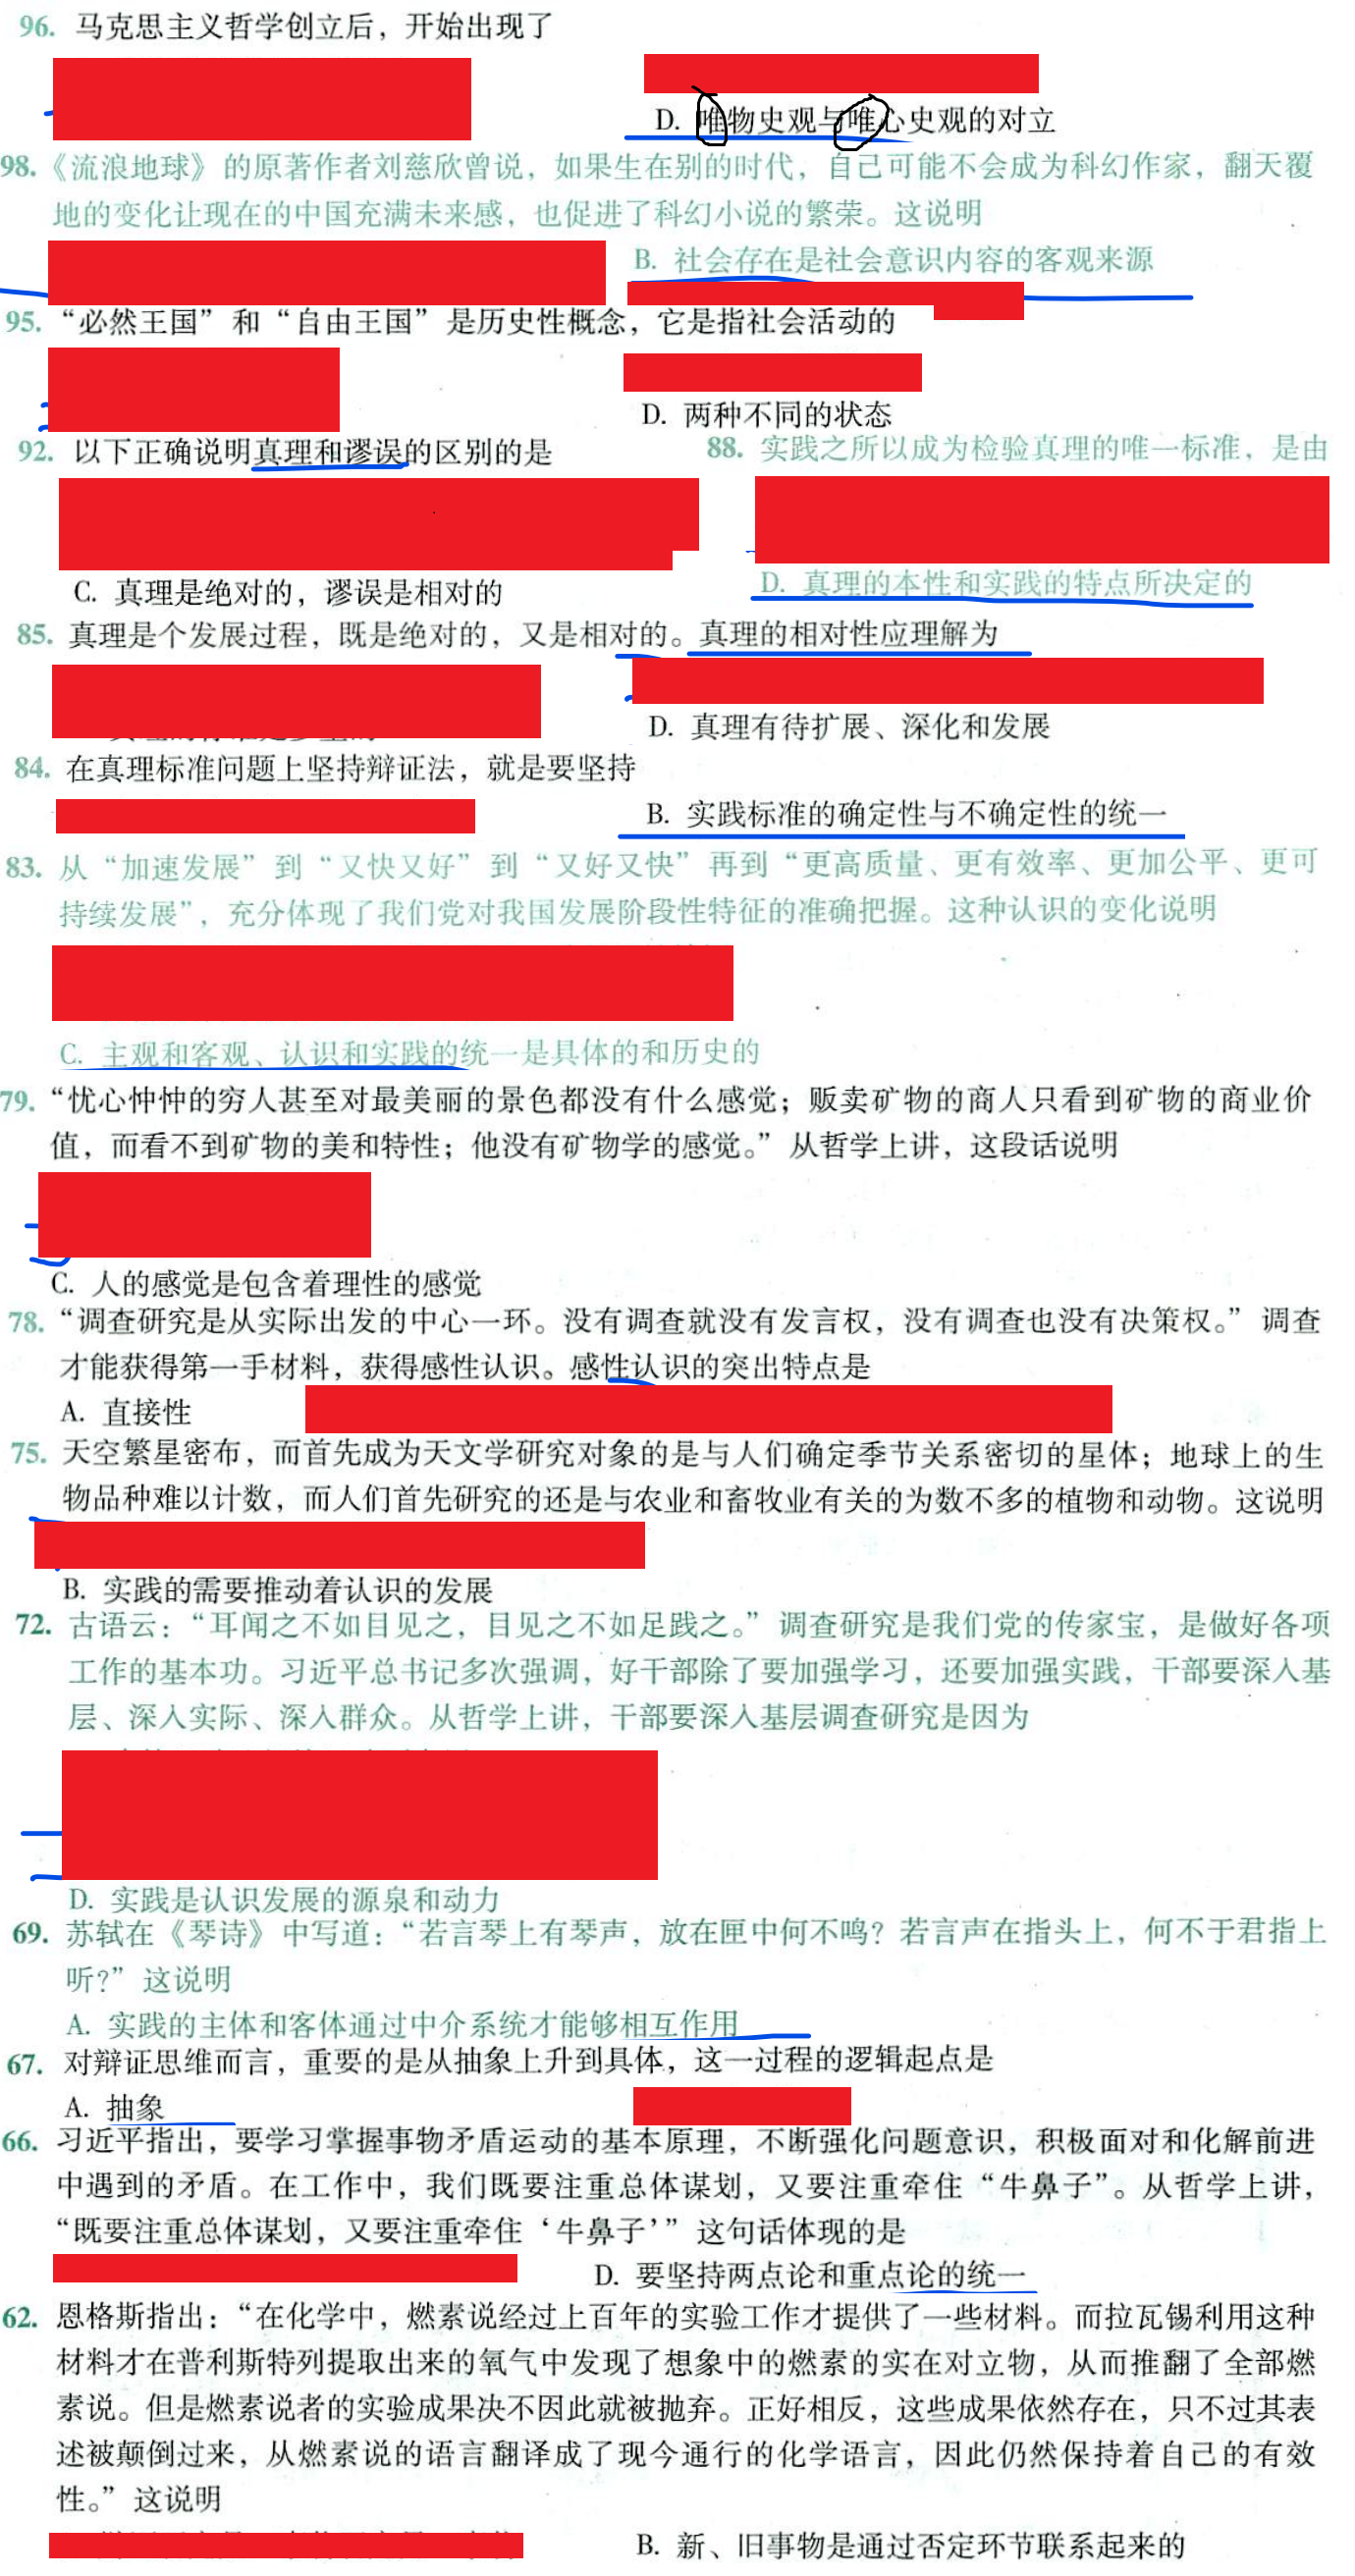 96. 马克思主义哲学创立后，开始出现了
D. 唯物史观与唯心史观的对立
98.《流浪地球》的原著作者刘慈欣曾说，如果生在别的时代，自己可能不会成为科幻作家，翻天覆
地的变化让现在的中国充满未来感，也促进了科幻小说的繁荣。这说明
B. 社会存在是社会意识内容的客观来源
95. “必然王国”和“自由王国”是历史性概念，它是指社会活动的
D. 两种不同的状态
92. 以下正确说明真理和谬误的区别的是
88. 实践之所以成为检验真理的唯一标准，是由
C. 真理是绝对的，谬误是相对的
D. 真理的本性和实践的特点所决定的
85. 真理是个发展过程，既是绝对的，又是相对的。真理的相对性应理解为
D. 真理有待扩展、深化和发展
84. 在真理标准问题上坚持辩证法，就是要坚持
B. 实践标准的确定性与不确定性的统一
83. 从“加速发展”到“又快又好”到“又好又快”再到“更高质量、更有效率、更加公平、更可
持续发展”，充分体现了我们党对我国发展阶段性特征的准确把握。这种认识的变化说明
C. 主观和客观、认识和实践的统一是具体的和历史的
79. “忧心忡忡的穷人甚至对最美丽的景色都没有什么感觉；贩卖矿物的商人只看到矿物的商业价
值，而看不到矿物的美和特性；他没有矿物学的感觉。”从哲学上讲，这段话说明
C. 人的感觉是包含着理性的感觉
78. “调查研究是从实际出发的中心一环。没有调查就没有发言权，没有调查也没有决策权。”调查
才能获得第一手材料，获得感性认识。感性认识的突出特点是
A. 直接性
75. 天空繁星密布，而首先成为天文学研究对象的是与人们确定季节关系密切的星体；地球上的生
物品种难以计数，而人们首先研究的还是与农业和畜牧业有关的为数不多的植物和动物。这说明
B. 实践的需要推动着认识的发展
72. 古语云：“耳闻之不如目见之，目见之不如足践之。”调查研究是我们党的传家宝，是做好各项
工作的基本功。习近平总书记多次强调，好干部除了要加强学习，还要加强实践，干部要深入基
层、深入实际、深入群众。从哲学上讲，干部要深入基层调查研究是因为
D. 实践是认识发展的源泉和动力
69. 苏轼在《琴诗》中写道：“若言琴上有琴声，放在匣中何不鸣？若言声在指头上，何不于君指上
听？”这说明
A. 实践的主体和客体通过中介系统才能够相互作用
67. 对辩证思维而言，重要的是从抽象上升到具体，这一过程的逻辑起点是
A. 抽象
66. 习近平指出，要学习掌握事物矛盾运动的基本原理，不断强化问题意识，积极面对和化解前进
中遇到的矛盾。在工作中，我们既要注重总体谋划，又要注重牵住“牛鼻子”。从哲学上讲，
“既要注重总体谋划，又要注重牵住‘牛鼻子’”这句话体现的是
D. 要坚持两点论和重点论的统一
62. 恩格斯指出：“在化学中，燃素说经过上百年的实验工作才提供了一些材料。而拉瓦锡利用这种
材料才在普利斯特列提取出来的氧气中发现了想象中的燃素的实在对立物，从而推翻了全部燃
素说。但是燃素说者的实验成果决不因此就被抛弃。正好相反，这些成果依然存在，只不过其表
述被颠倒过来，从燃素说的语言翻译成了现今通行的化学语言，因此仍然保持着自己的有效
性。”这说明
B. 新、旧事物是通过否定环节联系起来的